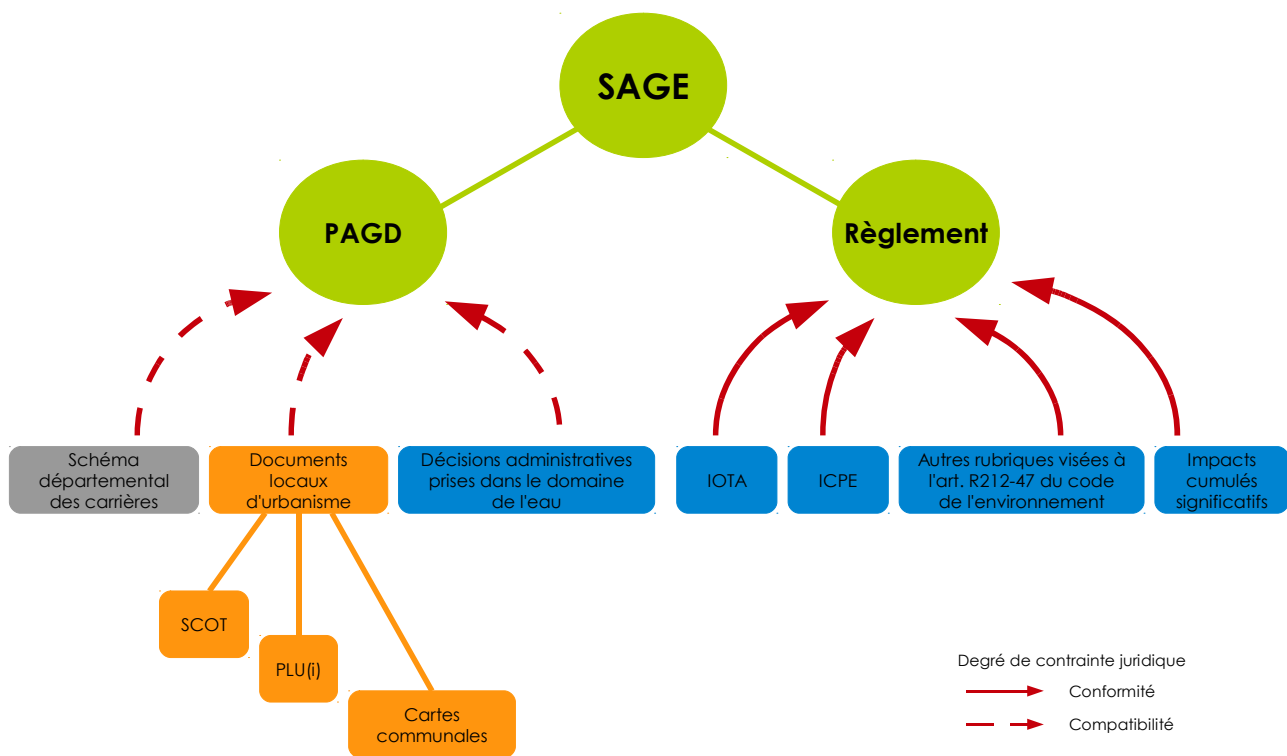 SAGE
PAGD
Règlement
Schéma
départemental
des carrières
Documents
locaux
d'urbanisme
Décisions administratives
prises dans le domaine
de l'eau
IOTA
ICPE
Autres rubriques visées à
l'art. R212-47 du code
de l'environnement
Impacts
cumulés
significatifs
SCOT
PLU(i)
Cartes
communales
Degré de contrainte juridique
Conformité
Compatibilité